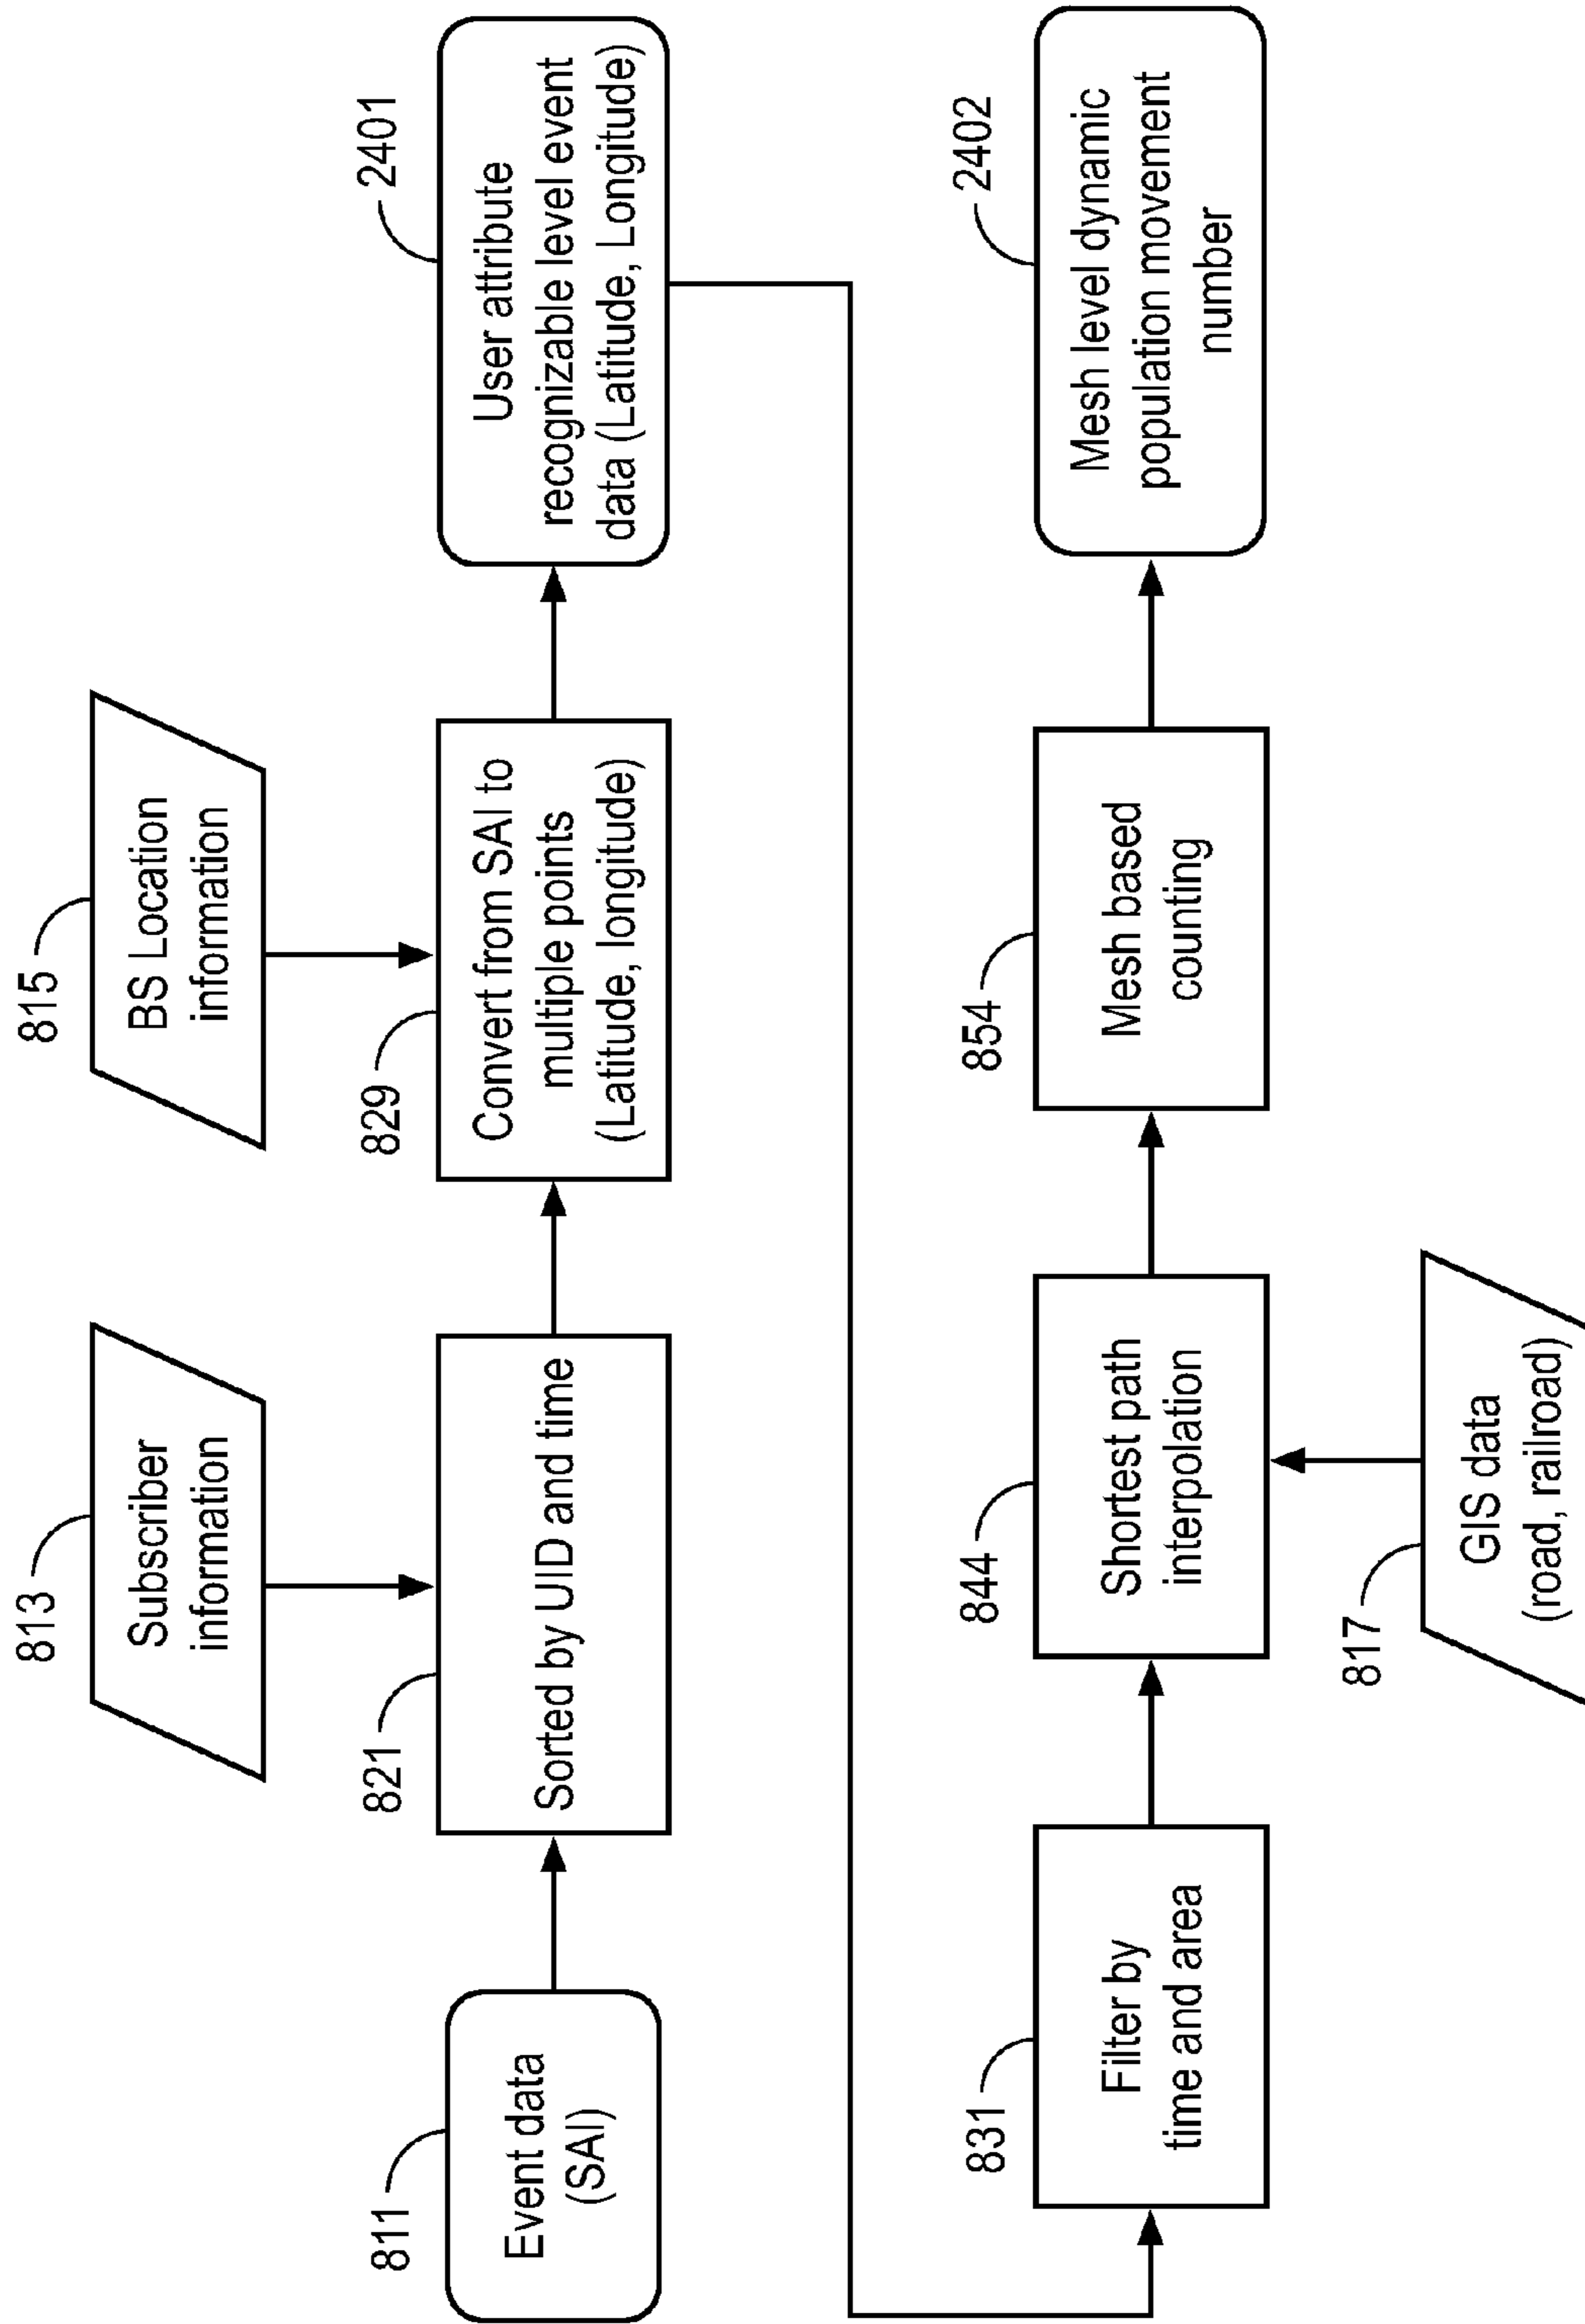 813
Subscriber
information
815
BS Location
information
811
Event data
(SAI)
821
Sorted by UID and time
829
Convert from SAI to
multiple points
(Latitude, longitude)
2401
User attribute
recognizable level event
data (Latitude, Longitude)
831
Filter by
time and area
844
Shortest path
interpolation
854
Mesh based
counting
2402
Mesh level dynamic
population movement
number
817
GIS data
(road, railroad)